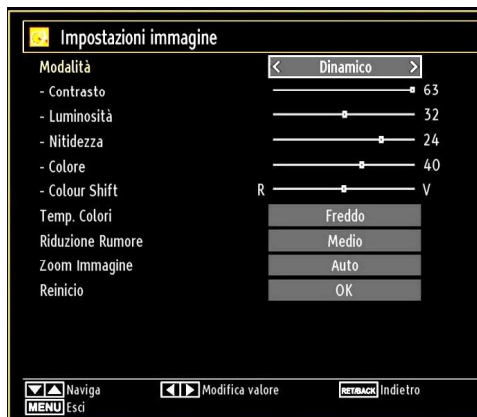 Impostazioni immagine
Modalità < Dinamico >
- Contrasto 63
- Luminosità 32
- Nitidezza 24
- Colore 40
- Colour Shift R V
Temp. Colori Freddo
Riduzione Rumore Medio
Zoom Immagine Auto
Reinicio OK
▼▲ Naviga ◀▶ Modifica valore RET/BACK Indietro
MENU Esci